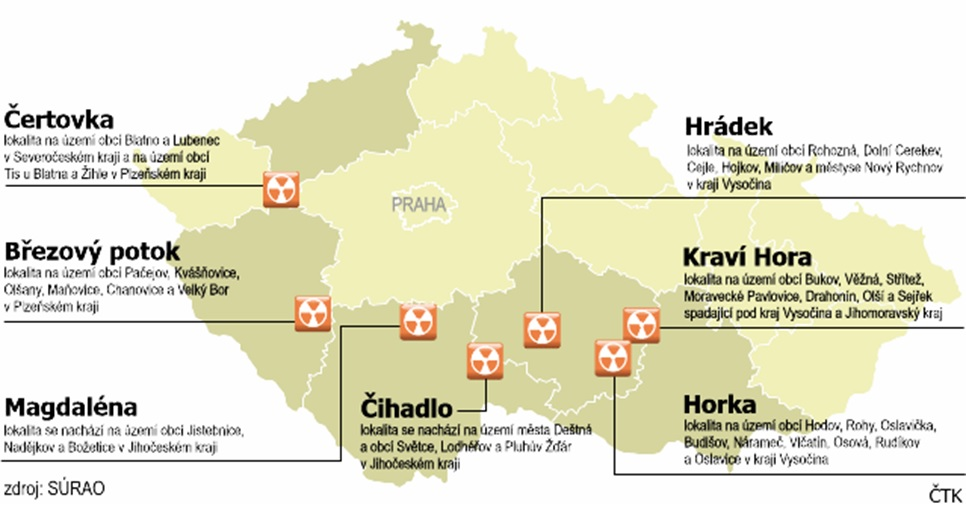 Čertovka
lokalita na území obcí Blatno a Lubenec
v Severočeském kraji a na území obcí
Tis u Blatna a Žihle v Plzeňském kraji
Hrádek
lokalita na území obcí Rohozná, Dolní Cerekev,
Cejle, Hojkov, Milíčov a městyse Nový Rychnov
v kraji Vysočina
PRAHA
Březový potok
lokalita na území obcí Pačejov, Kvášňovice,
Olšany, Maňovice, Chanovice a Velký Bor
v Plzeňském kraji
Kraví Hora
lokalita na území obcí Bukov, Věžná, Střítež,
Moravecké Pavlovice, Drahonín, Olší a Sejřek
spadající pod kraj Vysočina a Jihomoravský kraj
Magdaléna
lokalita se nachází na území obcí Jistebnice,
Nadějkov a Božetice v Jihočeském kraji
Čihadlo
lokalita se nachází na území města Deštná
a obcí Světce, Lodhéřov a Pluhův Žďár
v Jihočeském kraji
Horka
lokalita na území obcí Hodov, Rohy, Oslavička,
Budišov, Nárameč, Vlčatín, Osová, Rudíkov
a Oslavice v kraji Vysočina
zdroj: SÚRAO
ČTK